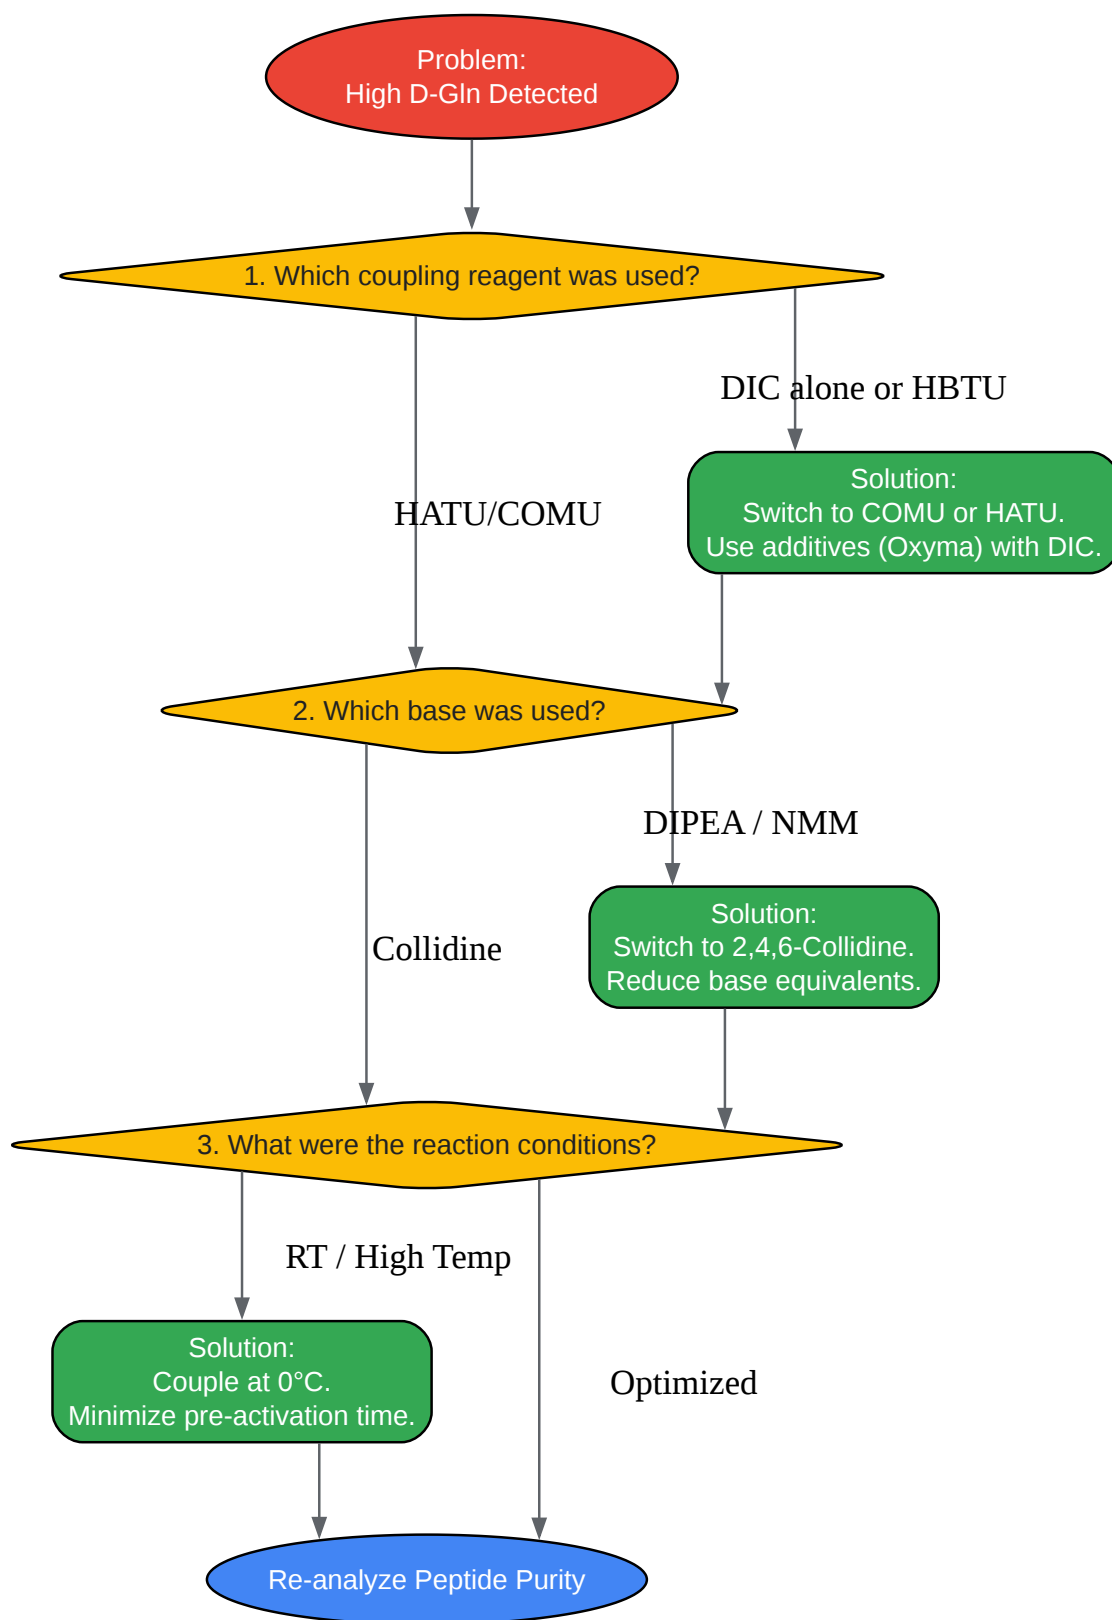 Problem:
High D-Gln Detected
1. Which coupling reagent was used?
DIC alone or HBTU
Solution:
Switch to COMU or HATU.
Use additives (Oxyma) with DIC.
HATU/COMU
2. Which base was used?
DIPEA / NMM
Solution:
Switch to 2,4,6-Collidine.
Reduce base equivalents.
Collidine
3. What were the reaction conditions?
RT / High Temp
Solution:
Couple at 0°C.
Minimize pre-activation time.
Optimized
Re-analyze Peptide Purity